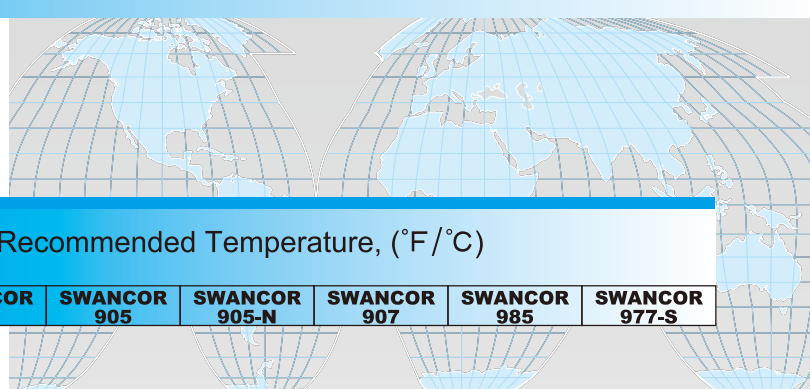 Recommended Temperature, (°F/°C)
SWANCOR 905
SWANCOR 905-N
SWANCOR 907
SWANCOR 985
SWANCOR 977-S